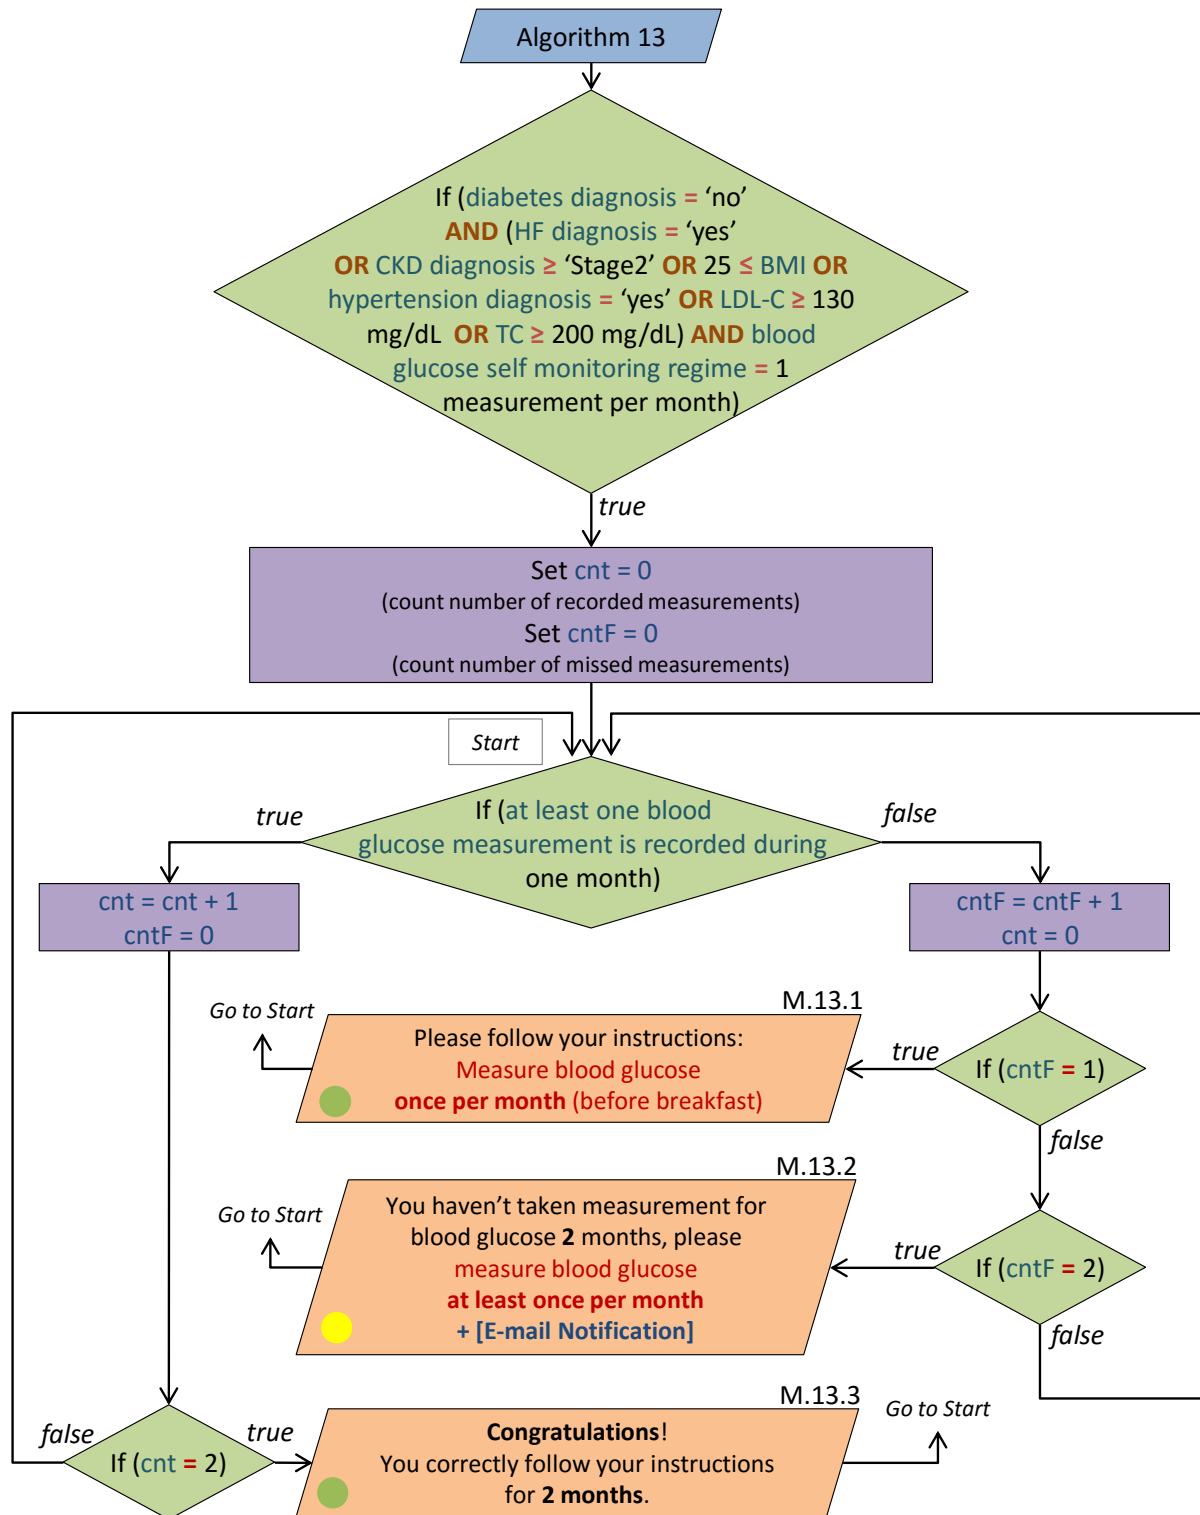 Algorithm 13
If (diabetes diagnosis = ‘no’
AND (HF diagnosis = ‘yes’
OR CKD diagnosis ≥ ‘Stage2’ OR 25 ≤ BMI OR
hypertension diagnosis = ‘yes’ OR LDL-C ≥ 130
mg/dL OR TC ≥ 200 mg/dL) AND blood
glucose self monitoring regime = 1
measurement per month)
true
Set cnt = 0
(count number of recorded measurements)
Set cntF = 0
(count number of missed measurements)
Start
true
If (at least one blood
glucose measurement is recorded during
one month)
false
cnt = cnt + 1
cntF = 0
cntF = cntF + 1
cnt = 0
M.13.1
Go to Start
Please follow your instructions:
Measure blood glucose
once per month (before breakfast)
true
If (cntF = 1)
false
M.13.2
Go to Start
You haven’t taken measurement for
blood glucose 2 months, please
measure blood glucose
at least once per month
+ [E-mail Notification]
true
If (cntF = 2)
false
M.13.3
Go to Start
false
If (cnt = 2)
true
Congratulations!
You correctly follow your instructions
for 2 months.